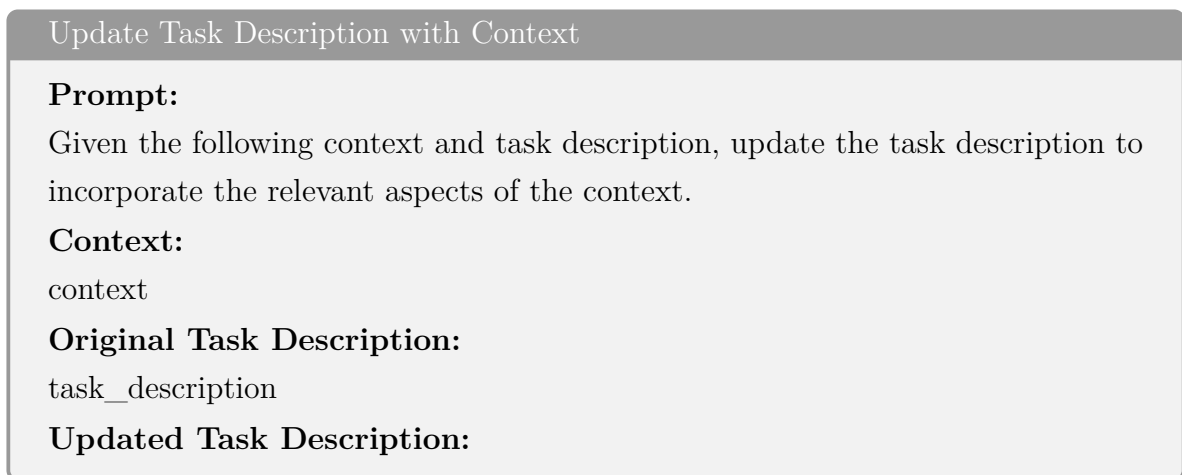 Update Task Description with Context
Prompt:
Given the following context and task description, update the task description to
incorporate the relevant aspects of the context.
Context:
context
Original Task Description:
task_description
Updated Task Description: